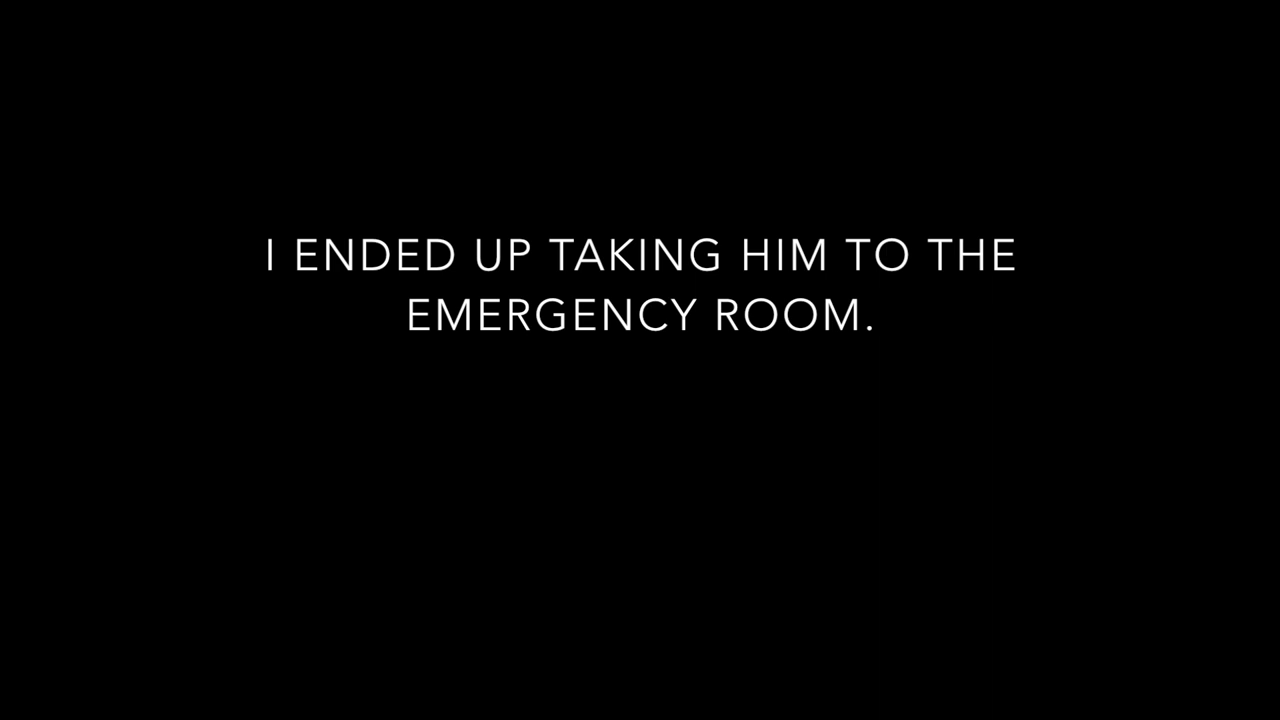 I ENDED UP TAKING HIM TO THE
EMERGENCY ROOM.